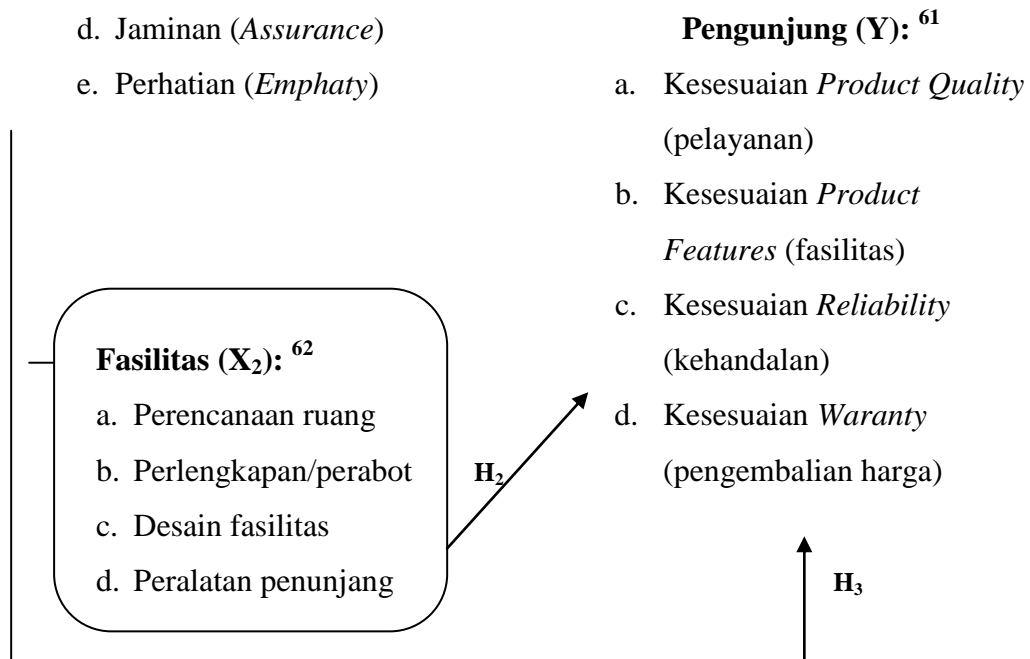 d. Jaminan (Assurance)
e. Perhatian (Emphaty)
Pengunjung (Y): 61
a. Kesesuaian Product Quality
(pelayanan)
b. Kesesuaian Product
Features (fasilitas)
c. Kesesuaian Reliability
(kehandalan)
d. Kesesuaian Waranty
(pengembalian harga)
Fasilitas (X2): 62
a. Perencanaan ruang
b. Perlengkapan/perabot
c. Desain fasilitas
d. Peralatan penunjang
H2
H3